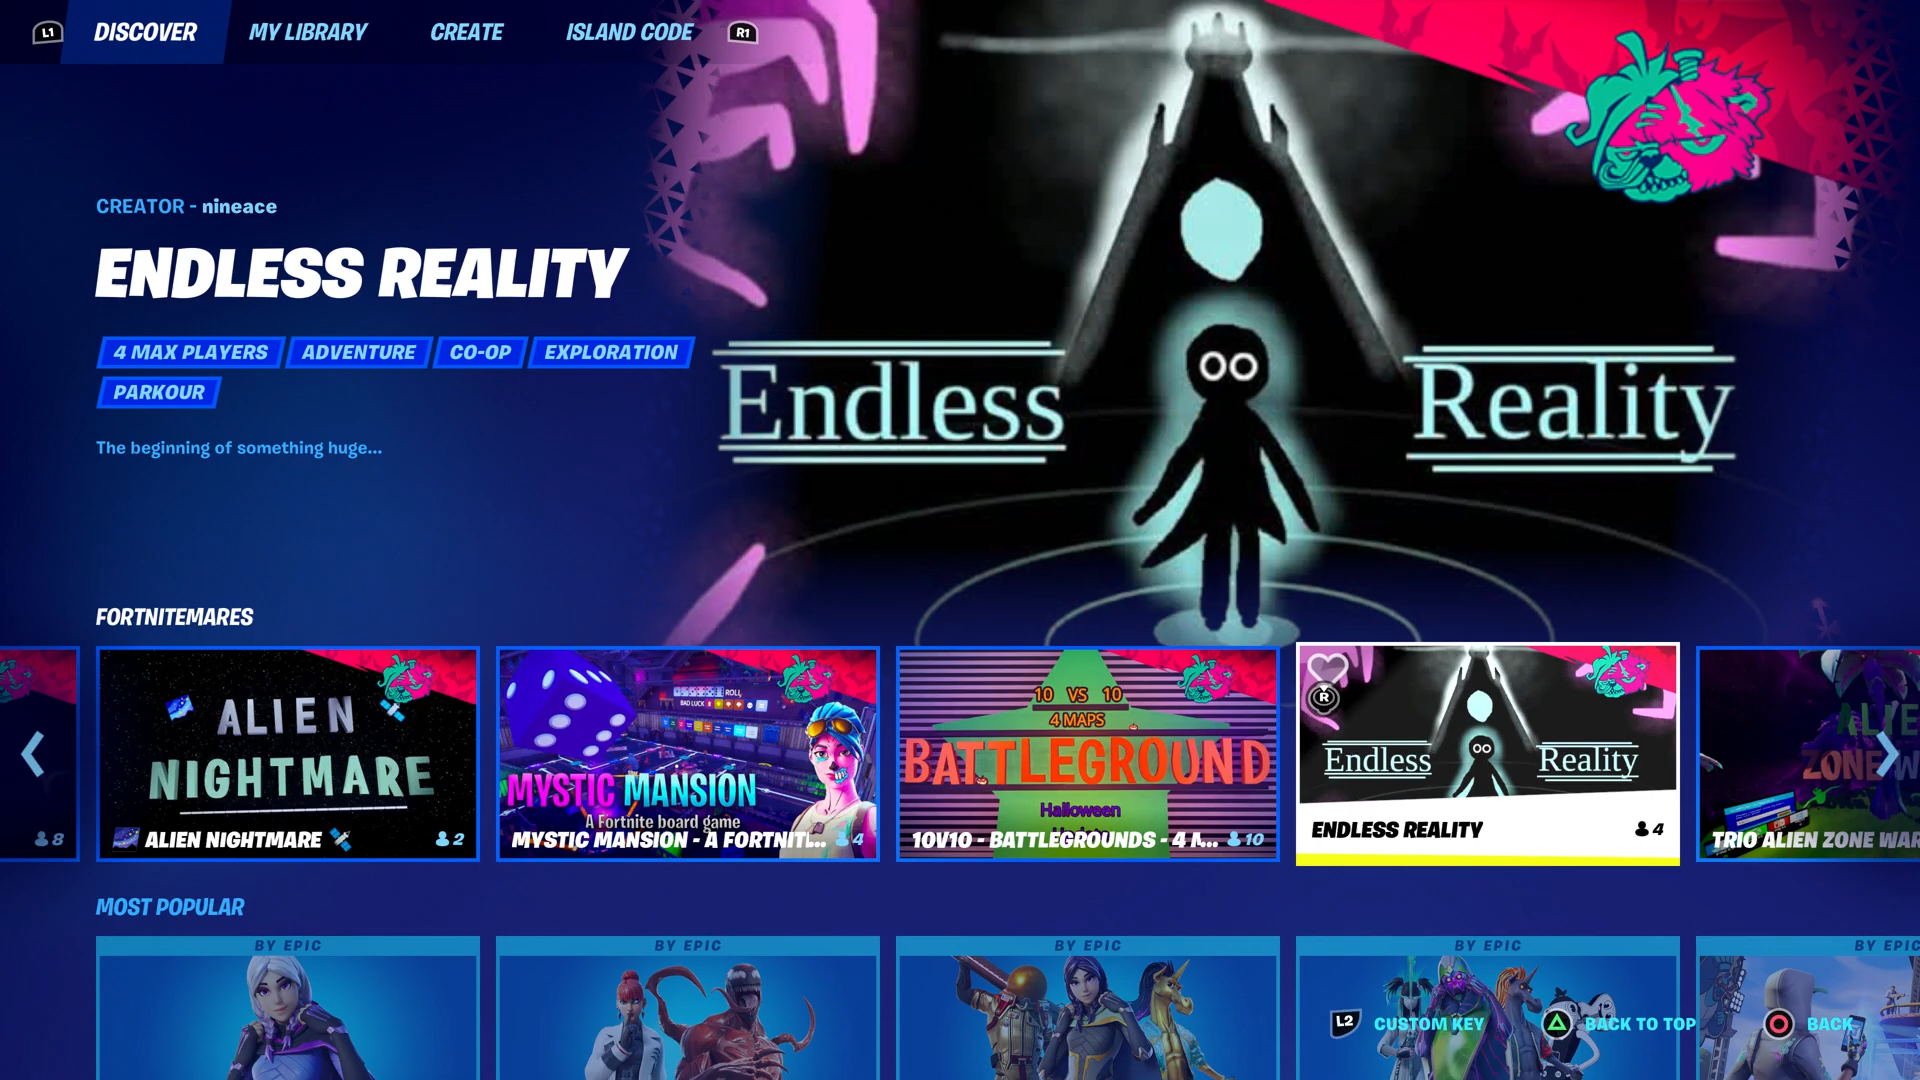 L1 DISCOVER MY LIBRARY CREATE ISLAND CODE R1
CREATOR - nineace
ENDLESS REALITY
4 MAX PLAYERS ADVENTURE CO-OP EXPLORATION
PARKOUR
The beginning of something huge...
Endless Reality
FORTNITEMARES
8
ALIEN
NIGHTMARE
ALIEN NIGHTMARE 2
ROLL
BAD LUCK
MYSTIC MANSION
A Fortnite board game
MYSTIC MANSION - A FORTNIT... 4
10 VS 10
4 MAPS
BATTLEGROUND
Halloween
10V10 - BATTLEGROUNDS - 4 M... 10
R
Endless Reality
ENDLESS REALITY 4
ALIE
ZONE W
TRIO ALIEN ZONE WAR
MOST POPULAR
BY EPIC BY EPIC BY EPIC BY EPIC BY EPIC
L2 CUSTOM KEY BACK TO TOP BACK